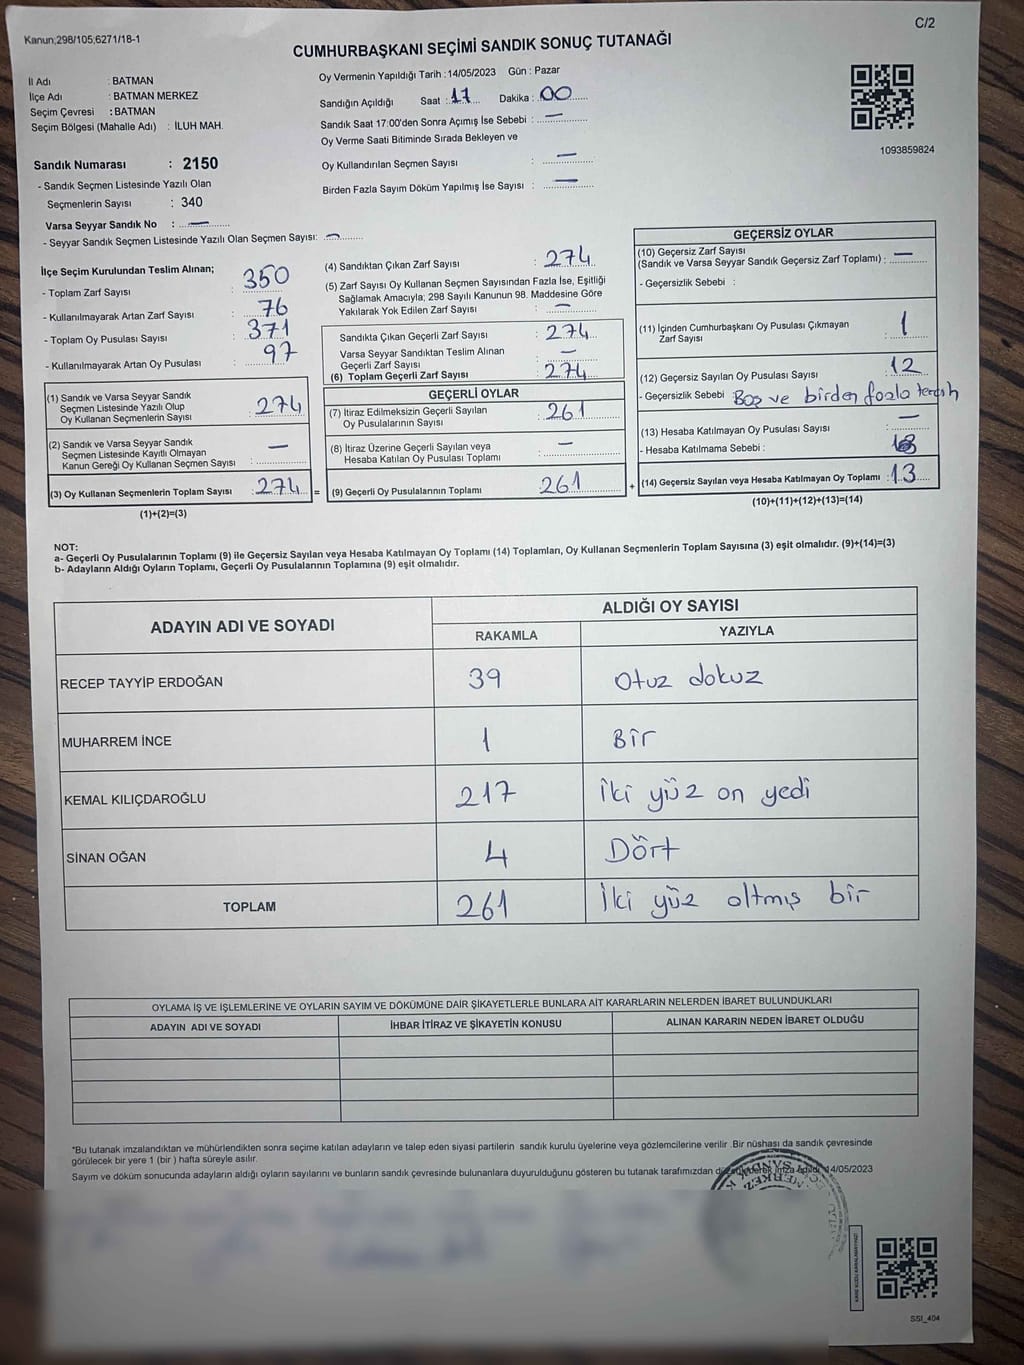 Kanun;298/105;6271/18-1
C/2
CUMHURBAŞKANI SEÇİMİ SANDIK SONUÇ TUTANAĞI
İl Adı : BATMAN
İlçe Adı : BATMAN MERKEZ
Seçim Çevresi : BATMAN
Seçim Bölgesi (Mahalle Adı) : İLUH MAH.
Sandık Numarası : 2150
- Sandık Seçmen Listesinde Yazılı Olan
Seçmenlerin Sayısı : 340
Varsa Seyyar Sandık No : —
- Seyyar Sandık Seçmen Listesinde Yazılı Olan Seçmen Sayısı: —
Oy Vermenin Yapıldığı Tarih : 14/05/2023 Gün : Pazar
Sandığın Açıldığı Saat : 17 Dakika : 00
Sandık Saat 17:00'den Sonra Açımış İse Sebebi : —
Oy Verme Saati Bitiminde Sırada Bekleyen ve
Oy Kullandırılan Seçmen Sayısı : —
Birden Fazla Sayım Döküm Yapılmış İse Sayısı : —
1093859824
İlçe Seçim Kurulundan Teslim Alınan;
- Toplam Zarf Sayısı : 350
- Kullanılmayarak Artan Zarf Sayısı : 76
- Toplam Oy Pusulası Sayısı : 371
- Kullanılmayarak Artan Oy Pusulası : 97
(1) Sandık ve Varsa Seyyar Sandık
Seçmen Listesinde Yazılı Olup
Oy Kullanan Seçmenlerin Sayısı : 274
(2) Sandık ve Varsa Seyyar Sandık
Seçmen Listesinde Kayıtlı Olmayan
Kanun Gereği Oy Kullanan Seçmen Sayısı : —
(3) Oy Kullanan Seçmenlerin Toplam Sayısı : 274 =
(1)+(2)=(3)
(4) Sandıktan Çıkan Zarf Sayısı : 274
(5) Zarf Sayısı Oy Kullanan Seçmen Sayısından Fazla İse, Eşitliği
Sağlamak Amacıyla; 298 Sayılı Kanunun 98. Maddesine Göre
Yakılarak Yok Edilen Zarf Sayısı : —
Sandıkta Çıkan Geçerli Zarf Sayısı : 274
Varsa Seyyar Sandıktan Teslim Alınan
Geçerli Zarf Sayısı : —
(6) Toplam Geçerli Zarf Sayısı : 274
GEÇERLİ OYLAR
(7) İtiraz Edilmeksizin Geçerli Sayılan
Oy Pusulalarının Sayısı : 261
(8) İtiraz Üzerine Geçerli Sayılan veya
Hesaba Katılan Oy Pusulası Toplamı : —
(9) Geçerli Oy Pusulalarının Toplamı : 261 +
GEÇERSİZ OYLAR
(10) Geçersiz Zarf Sayısı
(Sandık ve Varsa Seyyar Sandık Geçersiz Zarf Toplamı) : —
- Geçersizlik Sebebi :
(11) İçinden Cumhurbaşkanı Oy Pusulası Çıkmayan
Zarf Sayısı : 1
(12) Geçersiz Sayılan Oy Pusulası Sayısı : 12
- Geçersizlik Sebebi Boş ve birden fazla tercih
(13) Hesaba Katılmayan Oy Pusulası Sayısı : —
- Hesaba Katılmama Sebebi :
(14) Geçersiz Sayılan veya Hesaba Katılmayan Oy Toplamı : 13
(10)+(11)+(12)+(13)=(14)
NOT:
a- Geçerli Oy Pusulalarının Toplamı (9) ile Geçersiz Sayılan veya Hesaba Katılmayan Oy Toplamı (14) Toplamları, Oy Kullanan Seçmenlerin Toplam Sayısına (3) eşit olmalıdır. (9)+(14)=(3)
b- Adayların Aldığı Oyların Toplamı, Geçerli Oy Pusulalarının Toplamına (9) eşit olmalıdır.
ADAYIN ADI VE SOYADI
ALDIĞI OY SAYISI
RAKAMLA YAZIYLA
RECEP TAYYİP ERDOĞAN 39 Otuz dokuz
MUHARREM İNCE 1 Bir
KEMAL KILIÇDAROĞLU 217 İki yüz on yedi
SİNAN OĞAN 4 Dört
TOPLAM 261 İki yüz altmış bir
OYLAMA İŞ VE İŞLEMLERİNE VE OYLARIN SAYIM VE DÖKÜMÜNE DAİR ŞİKAYETLERLE BUNLARA AİT KARARLARIN NELERDEN İBARET BULUNDUKLARI
ADAYIN ADI VE SOYADI İHBAR İTİRAZ VE ŞİKAYETİN KONUSU ALINAN KARARIN NEDEN İBARET OLDUĞU
*Bu tutanak imzalandıktan ve mühürlendikten sonra seçime katılan adayların ve talep eden siyasi partilerin sandık kurulu üyelerine veya gözlemcilerine verilir .Bir nüshası da sandık çevresinde
görülecek bir yere 1 (bir ) hafta süreyle asılır.
Sayım ve döküm sonucunda adayların aldığı oyların sayılarını ve bunların sandık çevresinde bulunanlara duyurulduğunu gösteren bu tutanak tarafımızdan imza edildi 14/05/2023
SSI_404